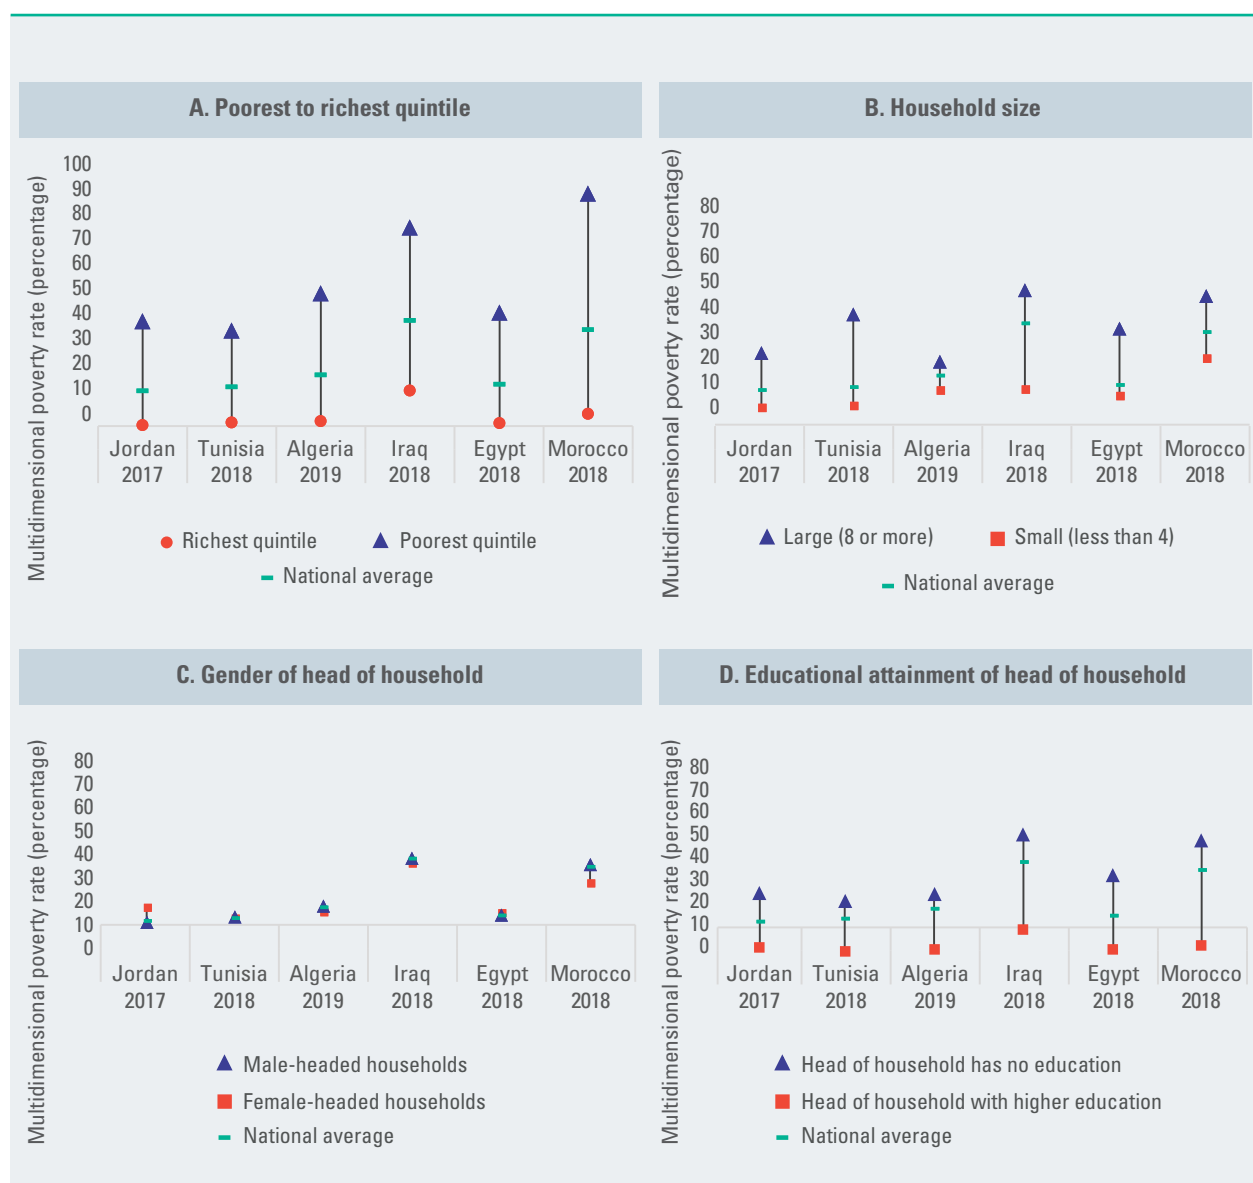 A. Poorest to richest quintile
Multidimensional poverty rate (percentage)
100
90
80
70
60
50
40
30
20
10
0
Jordan 2017
Tunisia 2018
Algeria 2019
Iraq 2018
Egypt 2018
Morocco 2018
Richest quintile
Poorest quintile
National average
B. Household size
Multidimensional poverty rate (percentage)
80
70
60
50
40
30
20
10
0
Jordan 2017
Tunisia 2018
Algeria 2019
Iraq 2018
Egypt 2018
Morocco 2018
Large (8 or more)
Small (less than 4)
National average
C. Gender of head of household
Multidimensional poverty rate (percentage)
80
70
60
50
40
30
20
10
0
Jordan 2017
Tunisia 2018
Algeria 2019
Iraq 2018
Egypt 2018
Morocco 2018
Male-headed households
Female-headed households
National average
D. Educational attainment of head of household
Multidimensional poverty rate (percentage)
80
70
60
50
40
30
20
10
0
Jordan 2017
Tunisia 2018
Algeria 2019
Iraq 2018
Egypt 2018
Morocco 2018
Head of household has no education
Head of household with higher education
National average